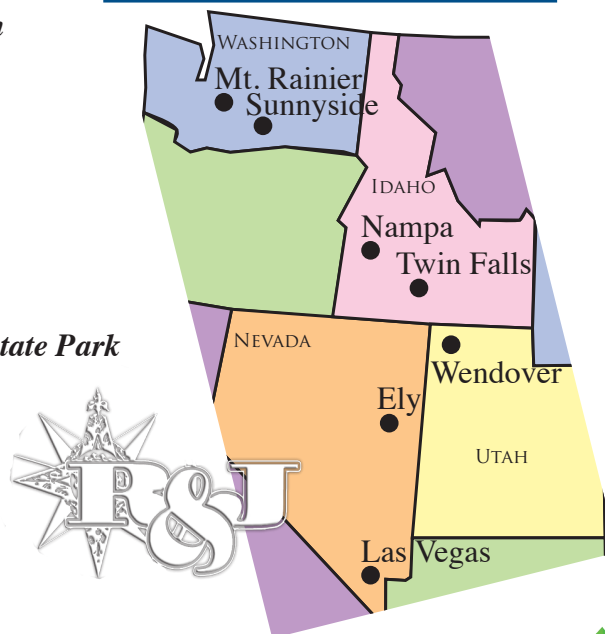 WASHINGTON
Mt. Rainier
Sunnyside
IDAHO
Nampa
Twin Falls
tate Park
NEVADA
Wendover
Ely
R&J
UTAH
Las Vegas